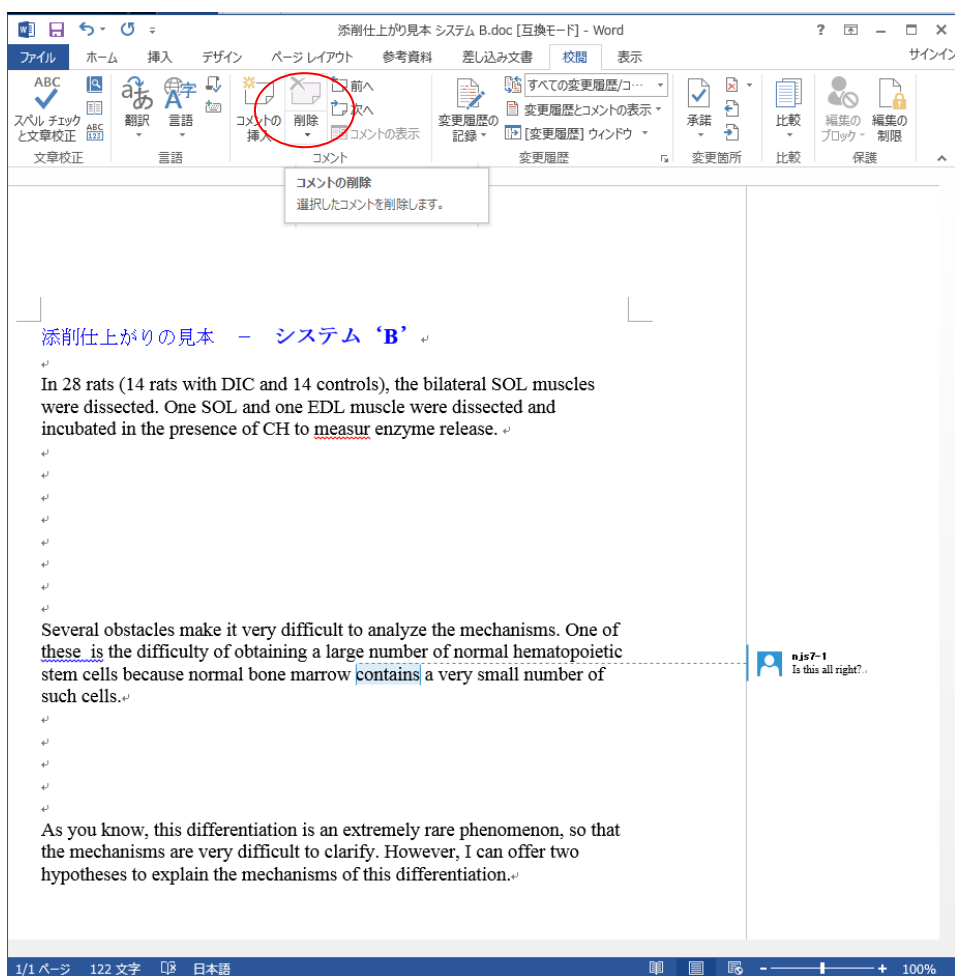 添削仕上がり見本 システム B.doc [互換モード] - Word
ファイル ホーム 挿入 デザイン ページ レイアウト 参考資料 差し込み文書 校閲 表示 サインイン
ABC
スペル チェック
と文章校正
ABC
123
文章校正
aあ
翻訳
字A
言語
言語
コメントの
挿入
削除
前へ
次へ
コメントの表示
コメント
変更履歴の
記録
すべての変更履歴/コ…
変更履歴とコメントの表示
[変更履歴] ウィンドウ
変更履歴
承諾
変更箇所
比較
比較
編集の
ブロック
編集の
制限
保護
コメントの削除
選択したコメントを削除します。
添削仕上がりの見本 － システム‘B’
In 28 rats (14 rats with DIC and 14 controls), the bilateral SOL muscles
were dissected. One SOL and one EDL muscle were dissected and
incubated in the presence of CH to measur enzyme release.
Several obstacles make it very difficult to analyze the mechanisms. One of
these  is the difficulty of obtaining a large number of normal hematopoietic
stem cells because normal bone marrow contains a very small number of
such cells.
njs7-1
Is this all right?
As you know, this differentiation is an extremely rare phenomenon, so that
the mechanisms are very difficult to clarify. However, I can offer two
hypotheses to explain the mechanisms of this differentiation.
1/1 ページ 122 文字 日本語 100%